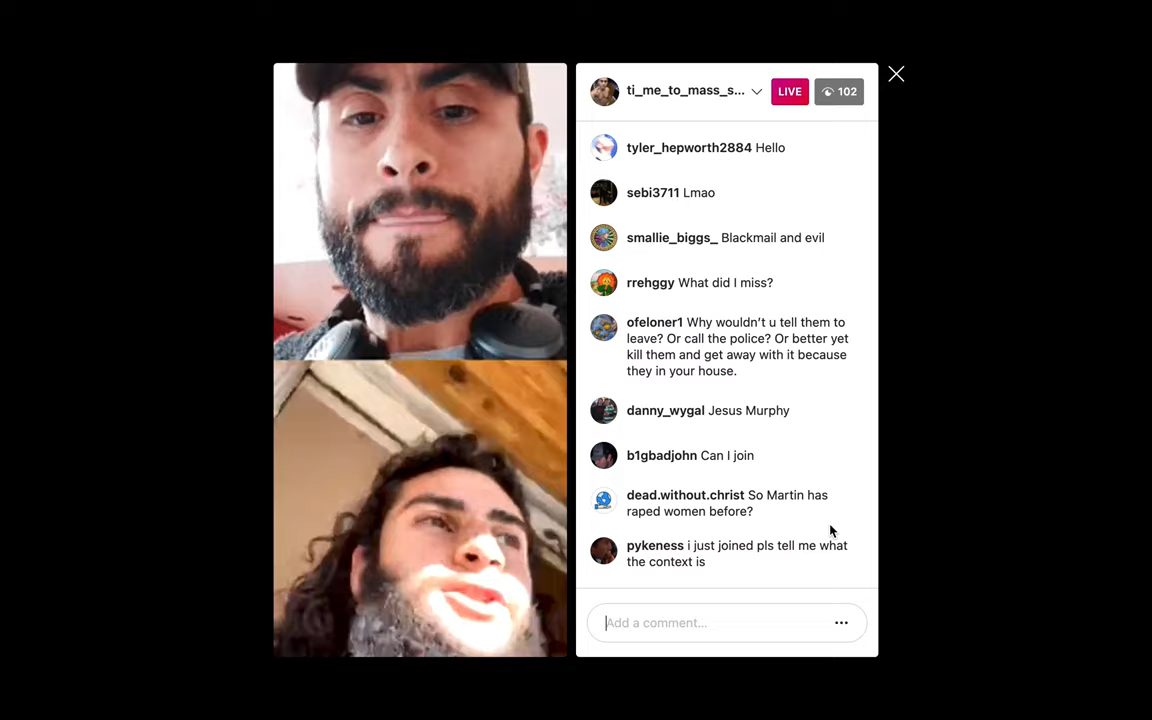 ti_me_to_mass_s...
LIVE
102
tyler_hepworth2884 Hello
sebi3711 Lmao
smallie_biggs_ Blackmail and evil
rrehggy What did I miss?
ofeloner1 Why wouldn't u tell them to
leave? Or call the police? Or better yet
kill them and get away with it because
they in your house.
danny_wygal Jesus Murphy
b1gbadjohn Can I join
dead.without.christ So Martin has
raped women before?
pykeness i just joined pls tell me what
the context is
Add a comment...